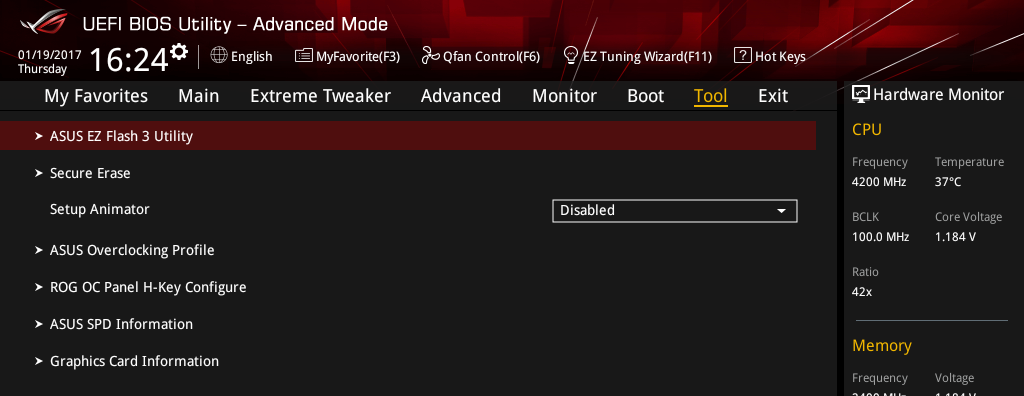 UEFI BIOS Utility – Advanced Mode
01/19/2017
Thursday
16:24
English
MyFavorite(F3)
Qfan Control(F6)
EZ Tuning Wizard(F11)
? Hot Keys
My Favorites Main Extreme Tweaker Advanced Monitor Boot Tool Exit
Hardware Monitor
ASUS EZ Flash 3 Utility
Secure Erase
Setup Animator Disabled
ASUS Overclocking Profile
ROG OC Panel H-Key Configure
ASUS SPD Information
Graphics Card Information
CPU
Frequency Temperature
4200 MHz 37°C
BCLK Core Voltage
100.0 MHz 1.184 V
Ratio
42x
Memory
Frequency Voltage